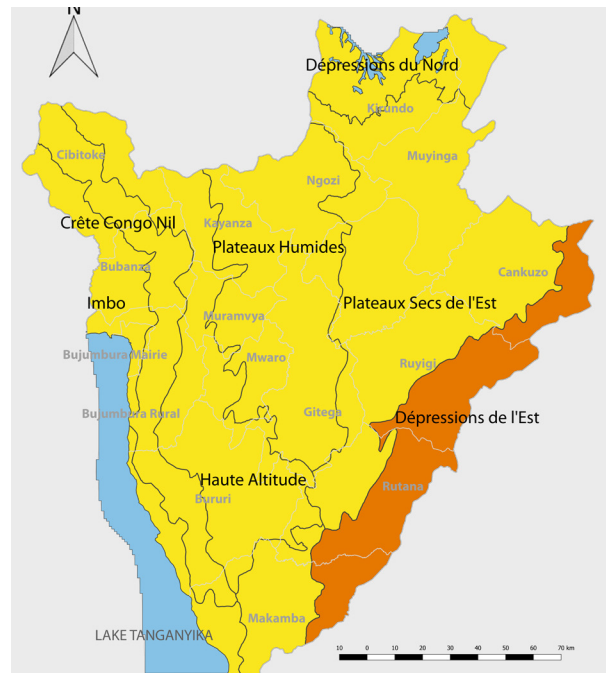 N
Dépressions du Nord
Kirundo
Cibitoke
Muyinga
Ngozi
Crête Congo Nil
Kayanza
Plateaux Humides
Bubanza
Cankuzo
Imbo
Plateaux Secs de l'Est
Muramvya
Bujumbura Mairie
Mwaro
Ruyigi
Bujumbura Rural
Gitega
Dépressions de l'Est
Haute Altitude
Rutana
Bururi
Makamba
LAKE TANGANYIKA
10 0 10 20 30 40 50 60 70 km